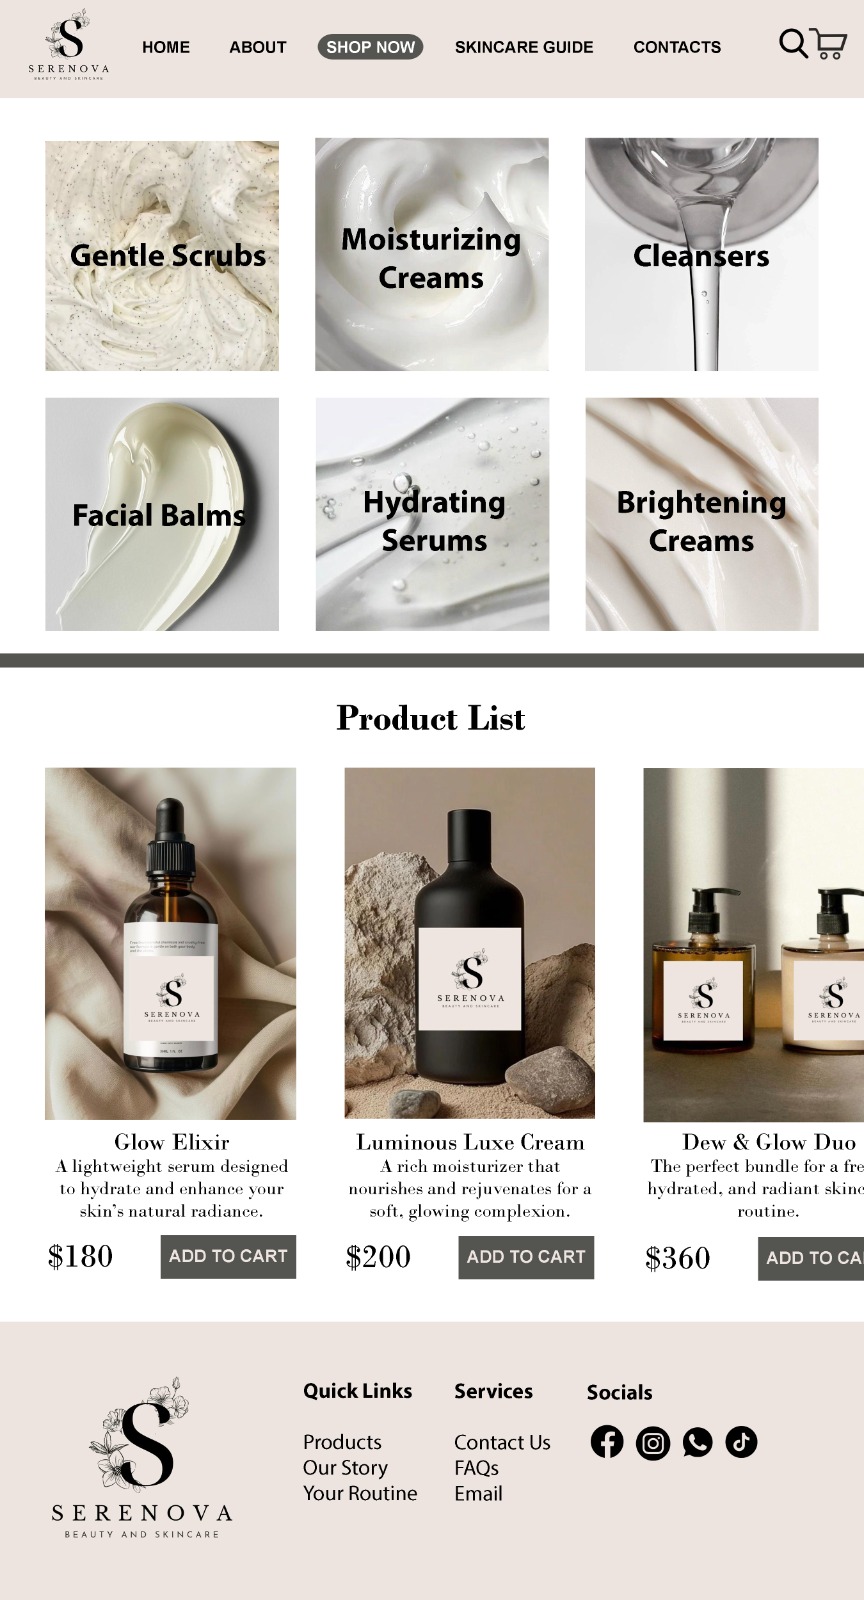 SERENOVA
BEAUTY AND SKINCARE
HOME
ABOUT
SHOP NOW
SKINCARE GUIDE
CONTACTS
Gentle Scrubs
Moisturizing
Creams
Cleansers
Facial Balms
Hydrating
Serums
Brightening
Creams
Product List
SERENOVA
BEAUTY AND SKINCARE
SERENOVA
BEAUTY AND SKINCARE
SERENOVA
BEAUTY AND SKINCARE
SERENOVA
BEAUTY AND SKINCARE
Glow Elixir
A lightweight serum designed
to hydrate and enhance your
skin's natural radiance.
$180
ADD TO CART
Luminous Luxe Cream
A rich moisturizer that
nourishes and rejuvenates for a
soft, glowing complexion.
$200
ADD TO CART
Dew & Glow Duo
The perfect bundle for a fre
hydrated, and radiant skinc
routine.
$360
ADD TO CA
SERENOVA
BEAUTY AND SKINCARE
Quick Links
Products
Our Story
Your Routine
Services
Contact Us
FAQs
Email
Socials